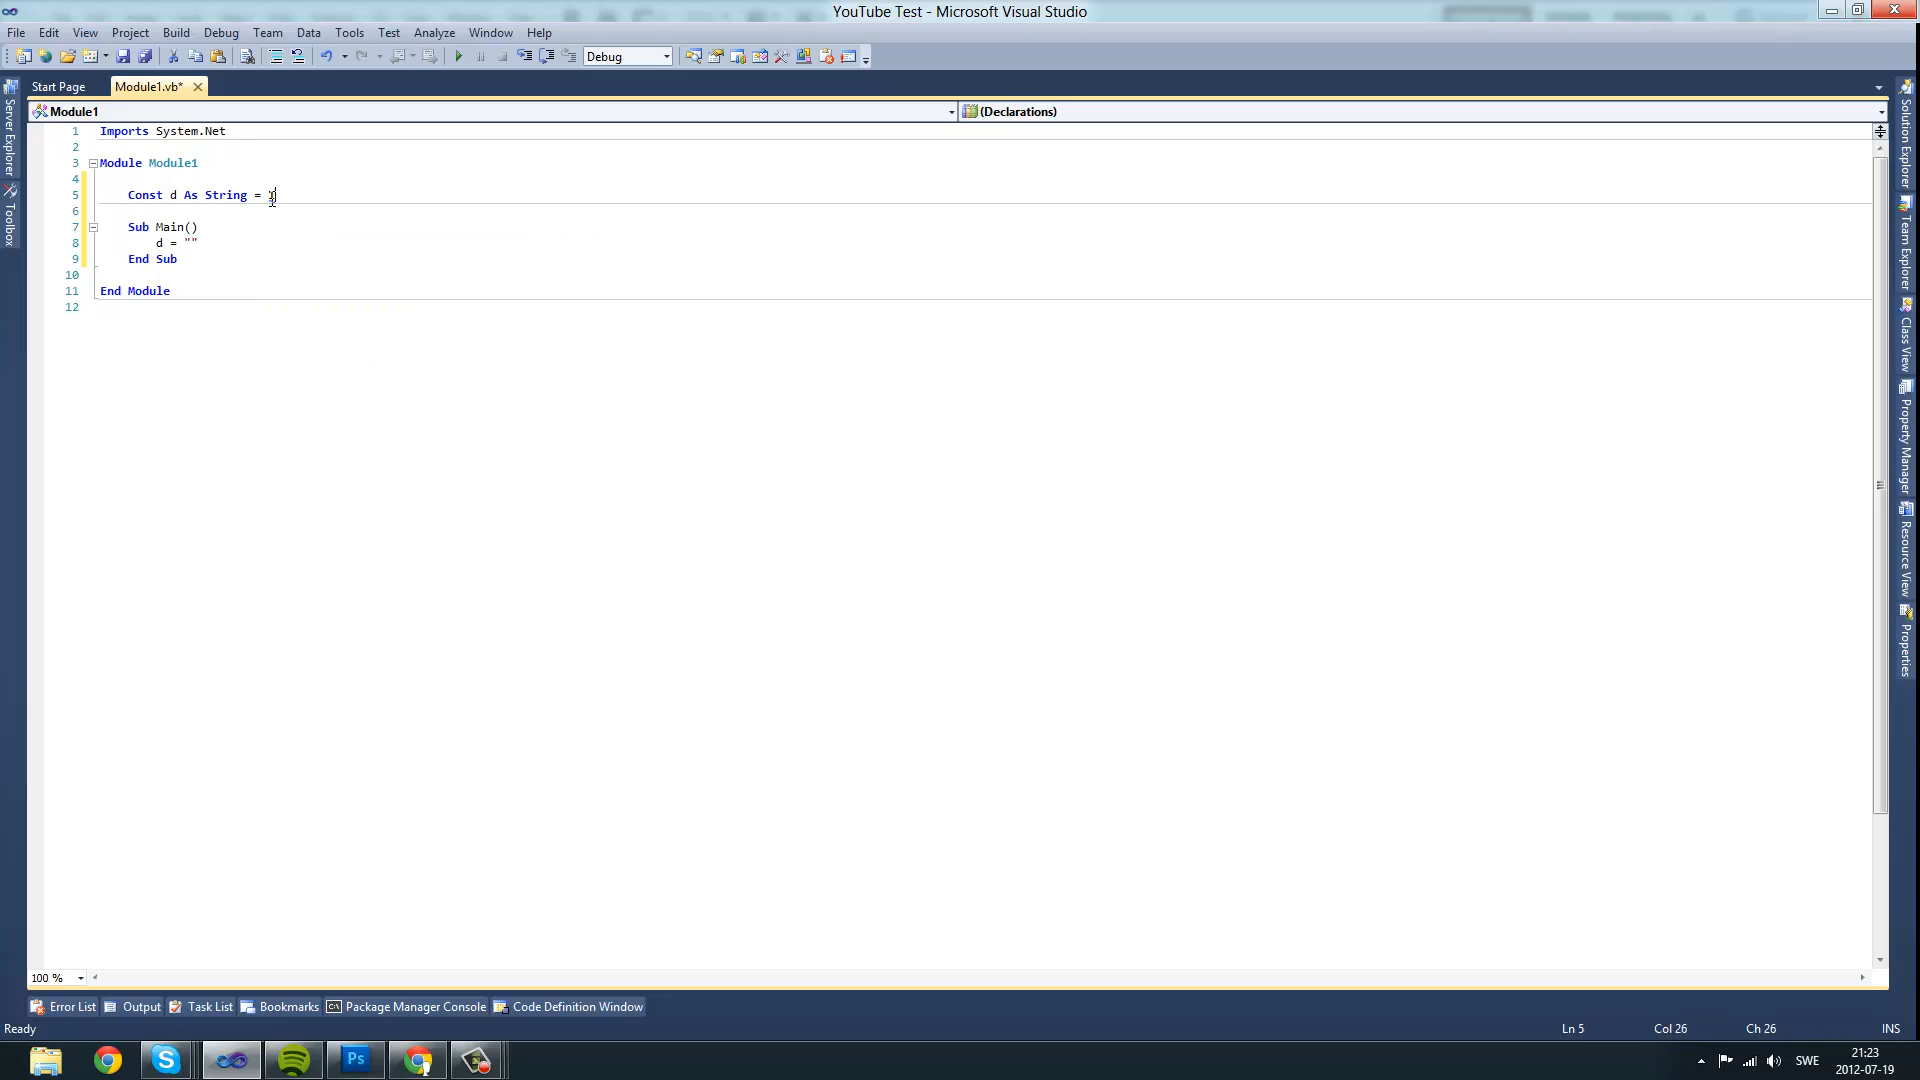 YouTube Test - Microsoft Visual Studio
File Edit View Project Build Debug Team Data Tools Test Analyze Window Help
Debug
Start Page Module1.vb*
Module1 (Declarations)
1 Imports System.Net
2
3 Module Module1
4
5 Const d As String =
6
7 Sub Main()
8 d = ""
9 End Sub
10
11 End Module
12
Server Explorer
Toolbox
Solution Explorer
Team Explorer
Class View
Property Manager
Resource View
Properties
100 %
Error List Output Task List Bookmarks Package Manager Console Code Definition Window
Ready Ln 5 Col 26 Ch 26 INS
S Ps SWE 21:23
2012-07-19